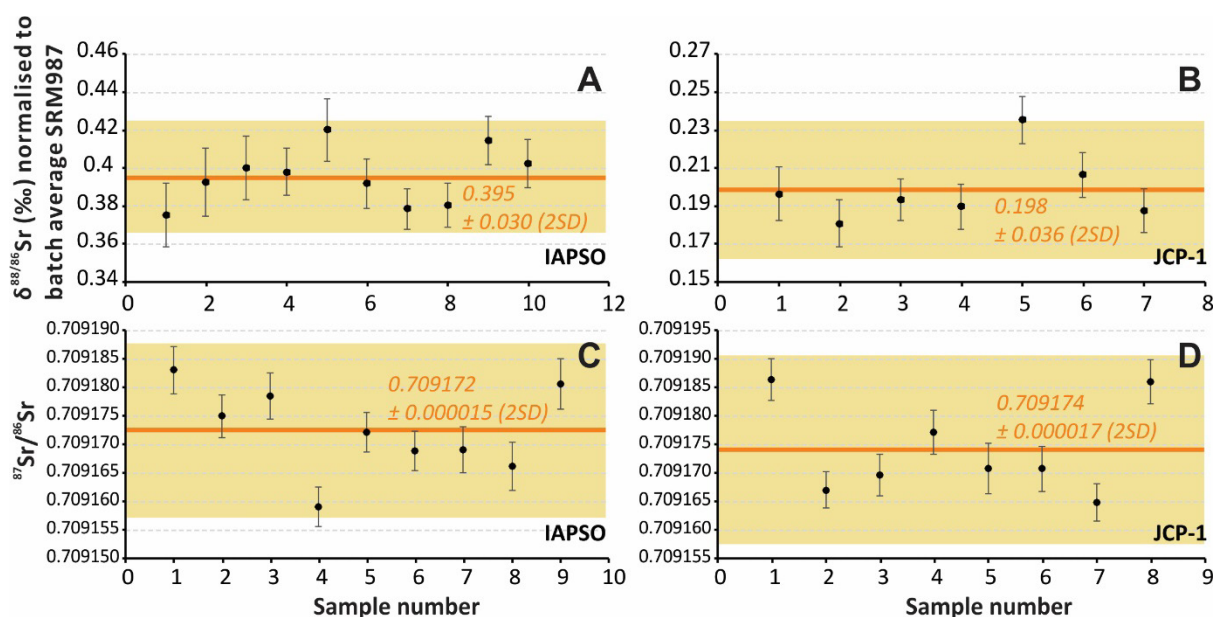 δ88/86Sr (‰) normalised to
batch average SRM987
0.46
0.44
0.42
0.4
0.38
0.36
0.34
A
0.395
± 0.030 (2SD)
IAPSO
0 2 4 6 8 10 12
0.27
0.25
0.23
0.21
0.19
0.17
0.15
B
0.198
± 0.036 (2SD)
JCP-1
0 1 2 3 4 5 6 7 8
87Sr/86Sr
0.709190
0.709185
0.709180
0.709175
0.709170
0.709165
0.709160
0.709155
0.709150
C
0.709172
± 0.000015 (2SD)
IAPSO
0 1 2 3 4 5 6 7 8 9 10
Sample number
0.709195
0.709190
0.709185
0.709180
0.709175
0.709170
0.709165
0.709160
0.709155
D
0.709174
± 0.000017 (2SD)
JCP-1
0 1 2 3 4 5 6 7 8 9
Sample number